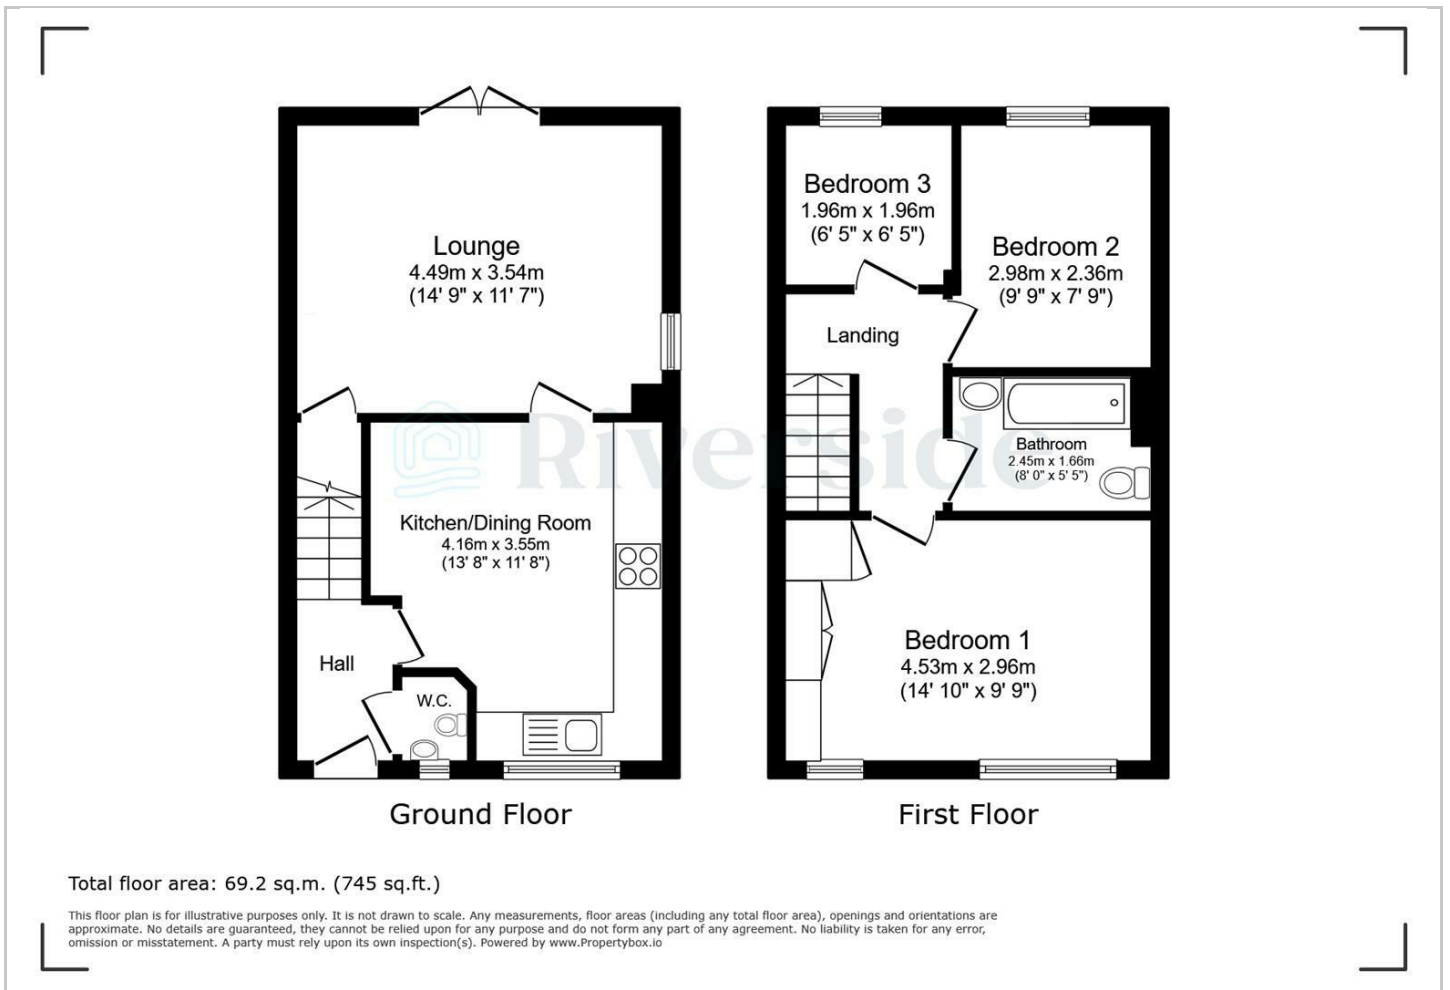 Lounge
4.49m x 3.54m
(14' 9" x 11' 7")
Kitchen/Dining Room
4.16m x 3.55m
(13' 8" x 11' 8")
Hall
W.C.
Ground Floor
Bedroom 3
1.96m x 1.96m
(6' 5" x 6' 5")
Bedroom 2
2.98m x 2.36m
(9' 9" x 7' 9")
Landing
Bathroom
2.45m x 1.66m
(8' 0" x 5' 5")
Bedroom 1
4.53m x 2.96m
(14' 10" x 9' 9")
First Floor
Riverside
Total floor area: 69.2 sq.m. (745 sq.ft.)
This floor plan is for illustrative purposes only. It is not drawn to scale. Any measurements, floor areas (including any total floor area), openings and orientations are
approximate. No details are guaranteed, they cannot be relied upon for any purpose and do not form any part of any agreement. No liability is taken for any error,
omission or misstatement. A party must rely upon its own inspection(s). Powered by www.Propertybox.io